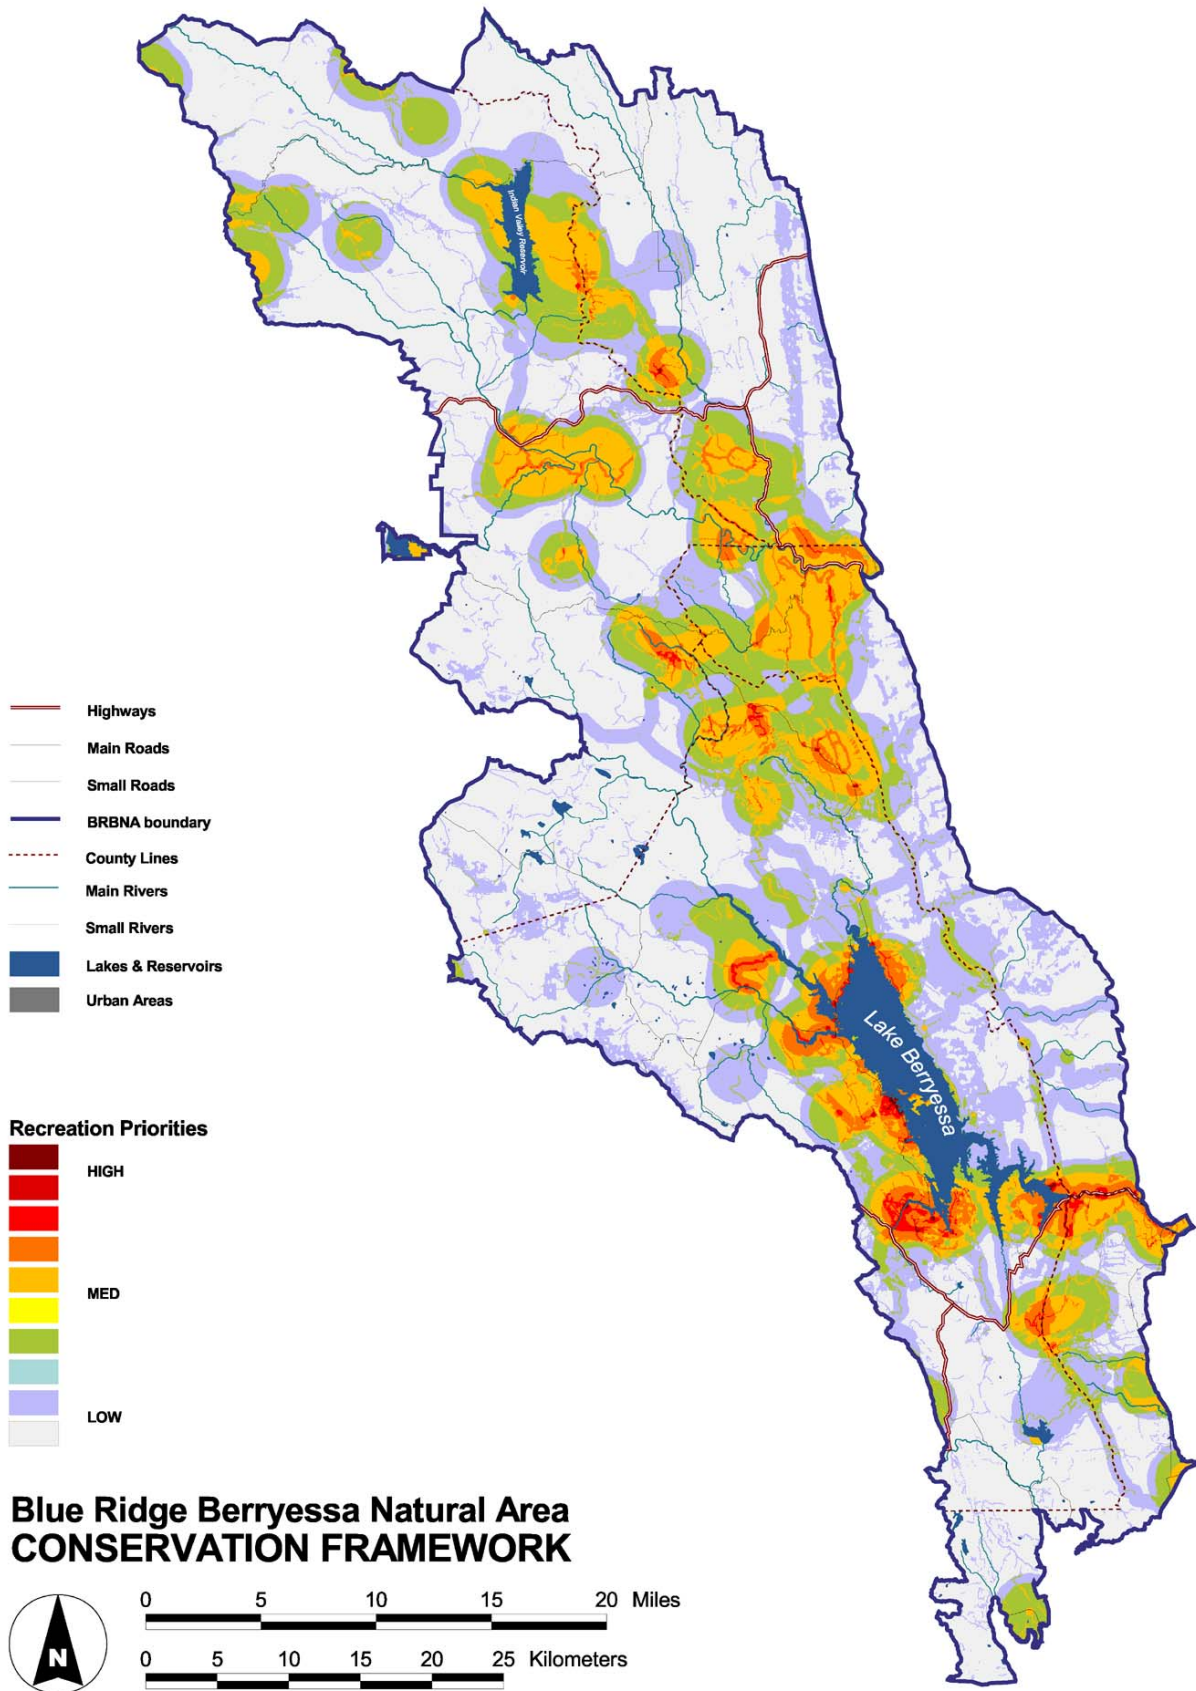 Indian Valley Reservoir
Highways
Main Roads
Small Roads
BRBNA boundary
County Lines
Main Rivers
Small Rivers
Lakes & Reservoirs
Urban Areas
Lake Berryessa
Recreation Priorities
HIGH
MED
LOW
Blue Ridge Berryessa Natural Area
CONSERVATION FRAMEWORK
N
0 5 10 15 20 Miles
0 5 10 15 20 25 Kilometers